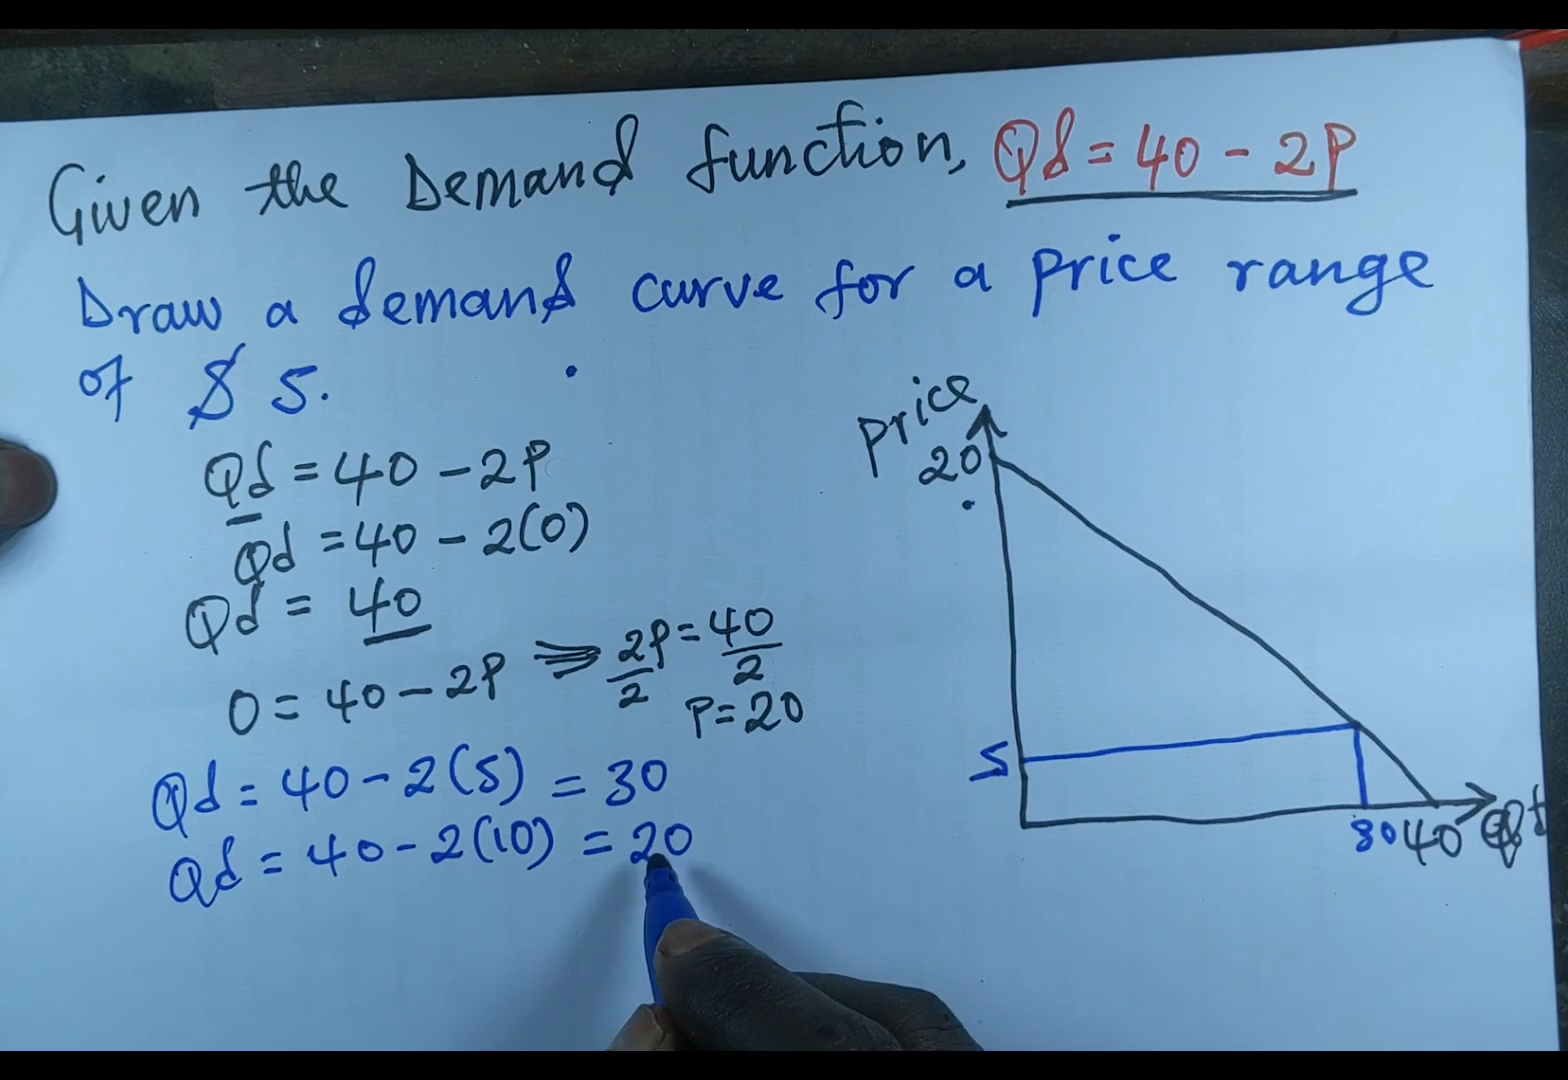 Given the Demand function, Qd = 40 - 2P
Draw a demand curve for a price range
of $ 5.
Qd = 40 - 2P
Qd = 40 - 2(0)
Qd = 40
0 = 40 - 2P ⇒ 2P/2 = 40/2
P = 20
Qd = 40 - 2(5) = 30
Qd = 40 - 2(10) = 20
Price
20
5
30 40